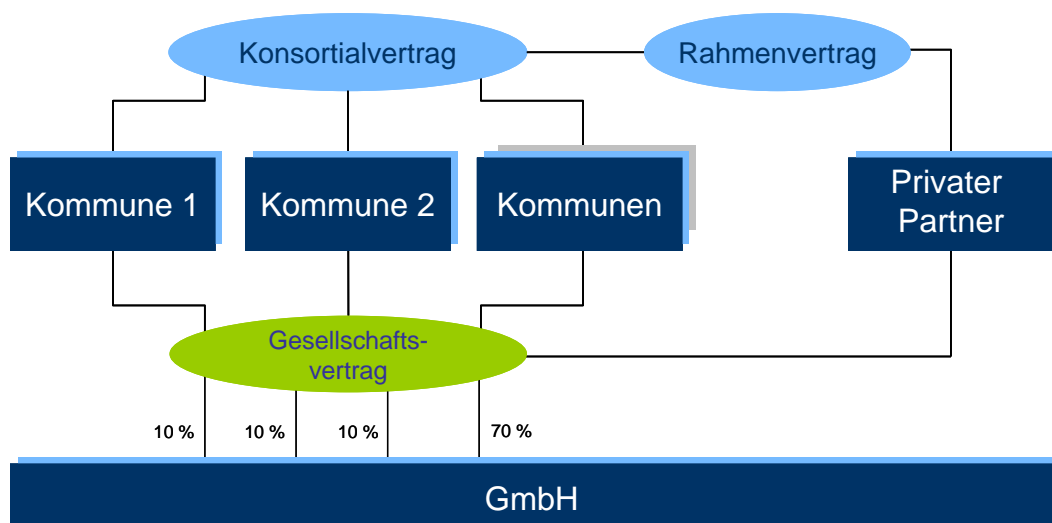 Konsortialvertrag
Rahmenvertrag
Kommune 1
Kommune 2
Kommunen
Privater
Partner
Gesellschafts-
vertrag
10 %
10 %
10 %
70 %
GmbH